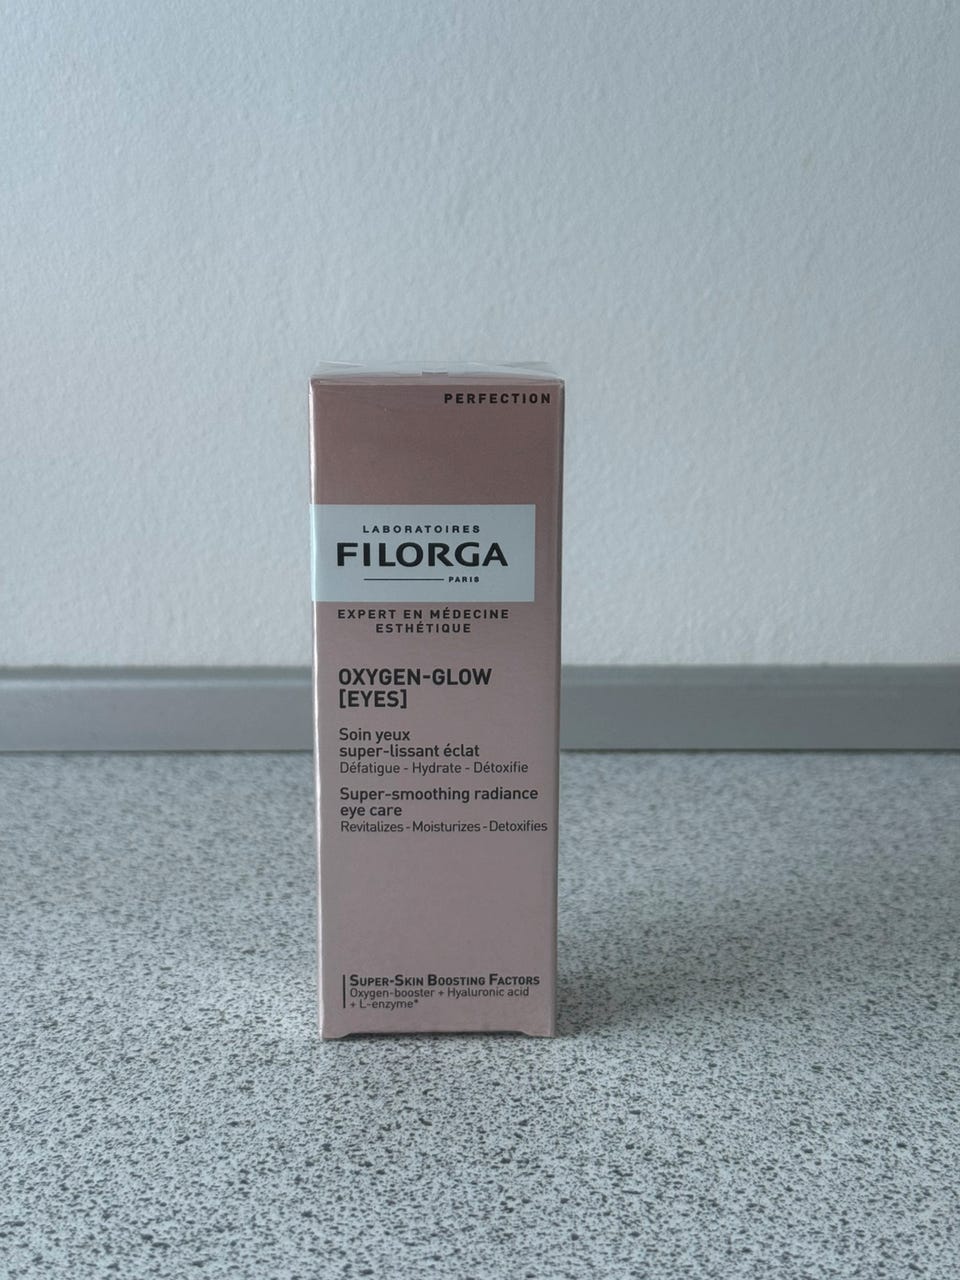 PERFECTION
LABORATOIRES
FILORGA
PARIS
EXPERT EN MÉDECINE
ESTHÉTIQUE
OXYGEN-GLOW
[EYES]
Soin yeux
super-lissant éclat
Défatigue - Hydrate - Détoxifie
Super-smoothing radiance
eye care
Revitalizes - Moisturizes - Detoxifies
SUPER-SKIN BOOSTING FACTORS
Oxygen-booster + Hyaluronic acid
+ L-enzyme*